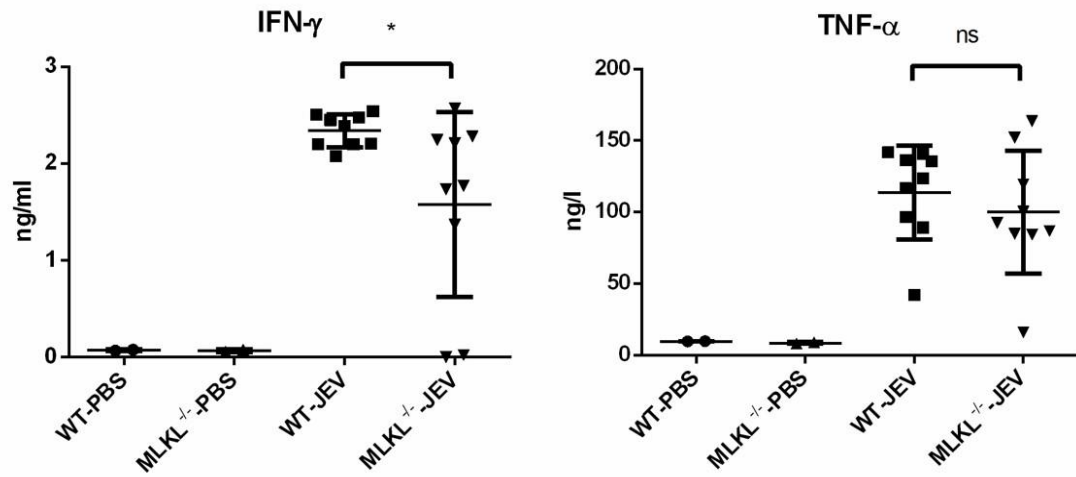 IFN-γ
*
3
2
1
0
ng/ml
WT-PBS
MLKL-/--PBS
WT-JEV
MLKL-/--JEV
TNF-α
ns
200
150
100
50
0
ng/l
WT-PBS
MLKL-/--PBS
WT-JEV
MLKL-/--JEV